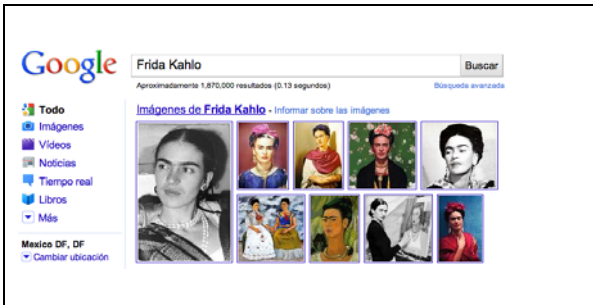 Google
Frida Kahlo
Buscar
Aproximadamente 1,870,000 resultados (0.13 segundos)
Búsqueda avanzada
Todo
Imágenes
Vídeos
Noticias
Tiempo real
Libros
Más
Mexico DF, DF
Cambiar ubicación
Imágenes de Frida Kahlo - Informar sobre las imágenes